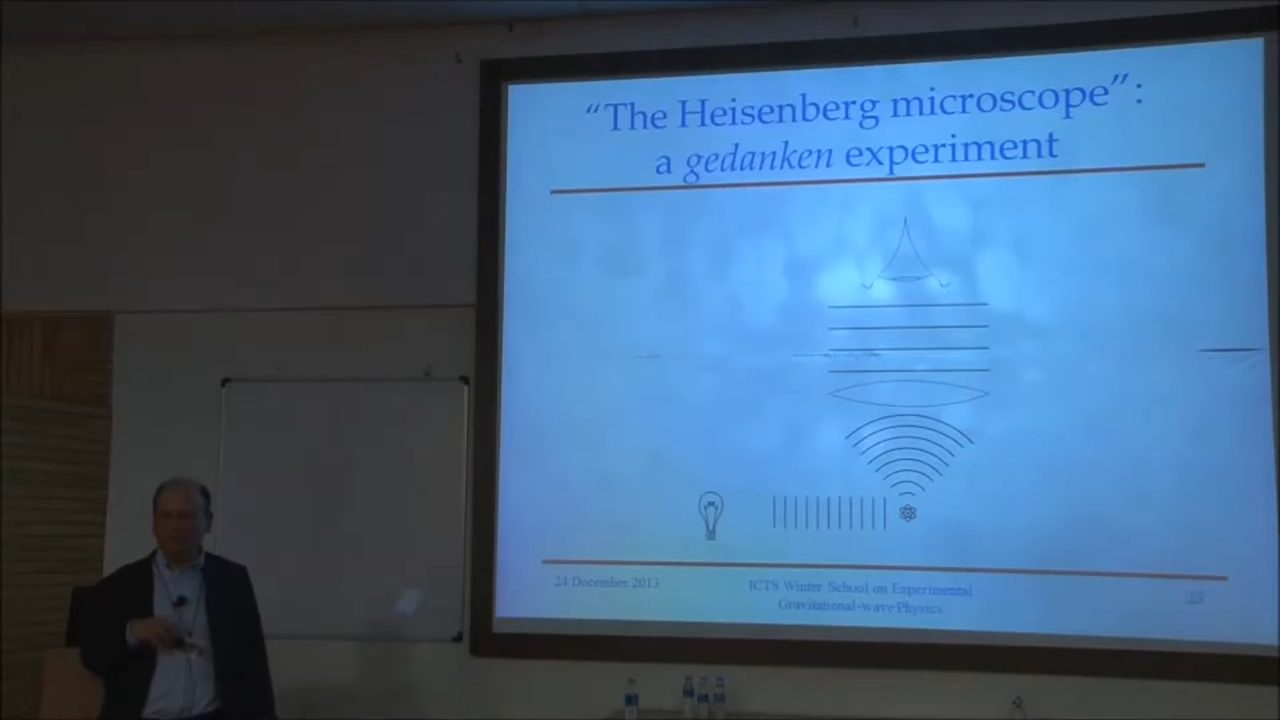 “The Heisenberg microscope”:
a gedanken experiment
24 December 2013
ICTS Winter School on Experimental
Gravitational-wave Physics